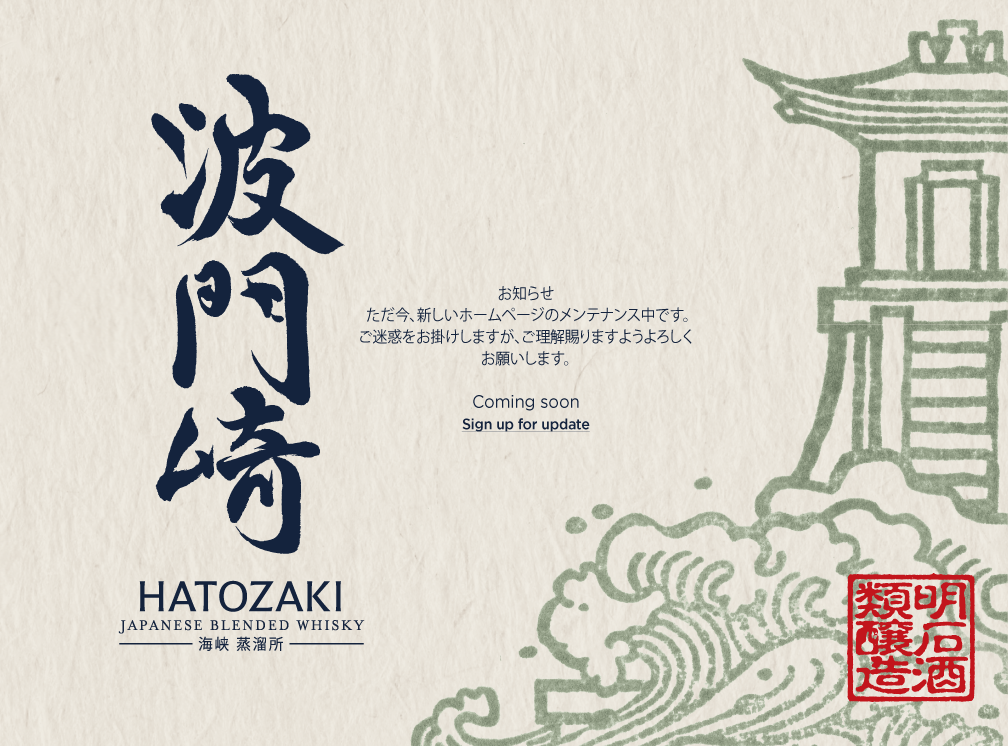 波
門
崎
HATOZAKI
JAPANESE BLENDED WHISKY
海峡 蒸溜所
お知らせ
ただ今、新しいホームページのメンテナンス中です。
ご迷惑をお掛けしますが、ご理解賜りますようよろしく
お願いします。
Coming soon
Sign up for update
明石酒
類醸造